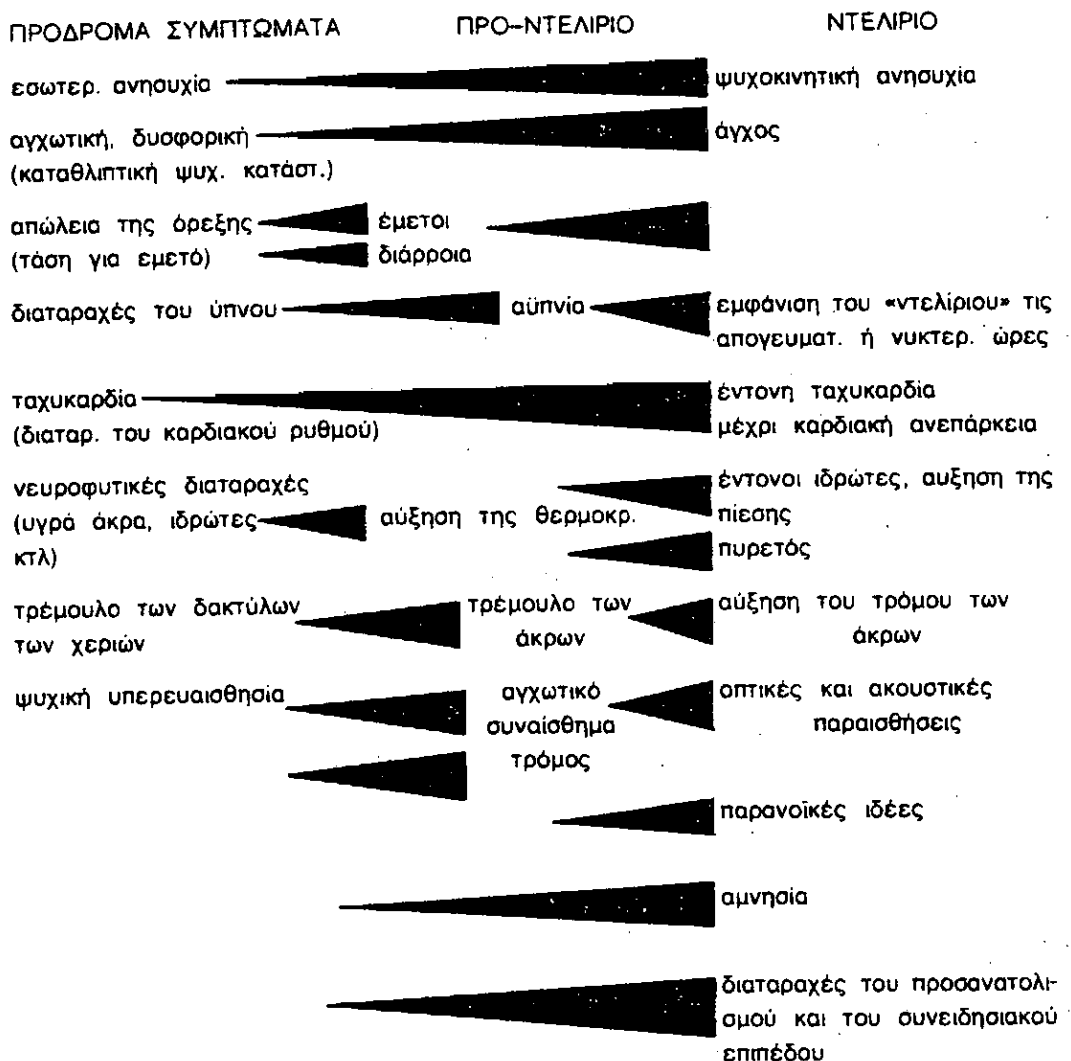 ΠΡΟΔΡΟΜΑ ΣΥΜΠΤΩΜΑΤΑ ΠΡΟ-ΝΤΕΛΙΡΙΟ ΝΤΕΛΙΡΙΟ
εσωτερ. ανησυχία ψυχοκινητική ανησυχία
αγχωτική, δυσφορική άγχος
(καταθλιπτική ψυχ. κατάστ.)
απώλεια της όρεξης έμετοι
(τάση για εμετό) διάρροια
διαταραχές του ύπνου αϋπνία εμφάνιση του «ντελίριου» τις
απογευματ. ή νυκτερ. ώρες
ταχυκαρδία έντονη ταχυκαρδία
(διαταρ. του καρδιακού ρυθμού) μέχρι καρδιακή ανεπάρκεια
νευροφυτικές διαταραχές έντονοι ιδρώτες, αυξηση της
(υγρά άκρα, ιδρώτες αύξηση της θερμοκρ. πίεσης
κτλ) πυρετός
τρέμουλο των δακτύλων τρέμουλο των αύξηση του τρόμου των
των χεριών άκρων άκρων
ψυχική υπερευαισθησία αγχωτικό οπτικές και ακουστικές
συναίσθημα παραισθήσεις
τρόμος
παρανοϊκές ιδέες
αμνησία
διαταραχές του προσανατολι-
σμού και του συνειδησιακού
επιπέδου